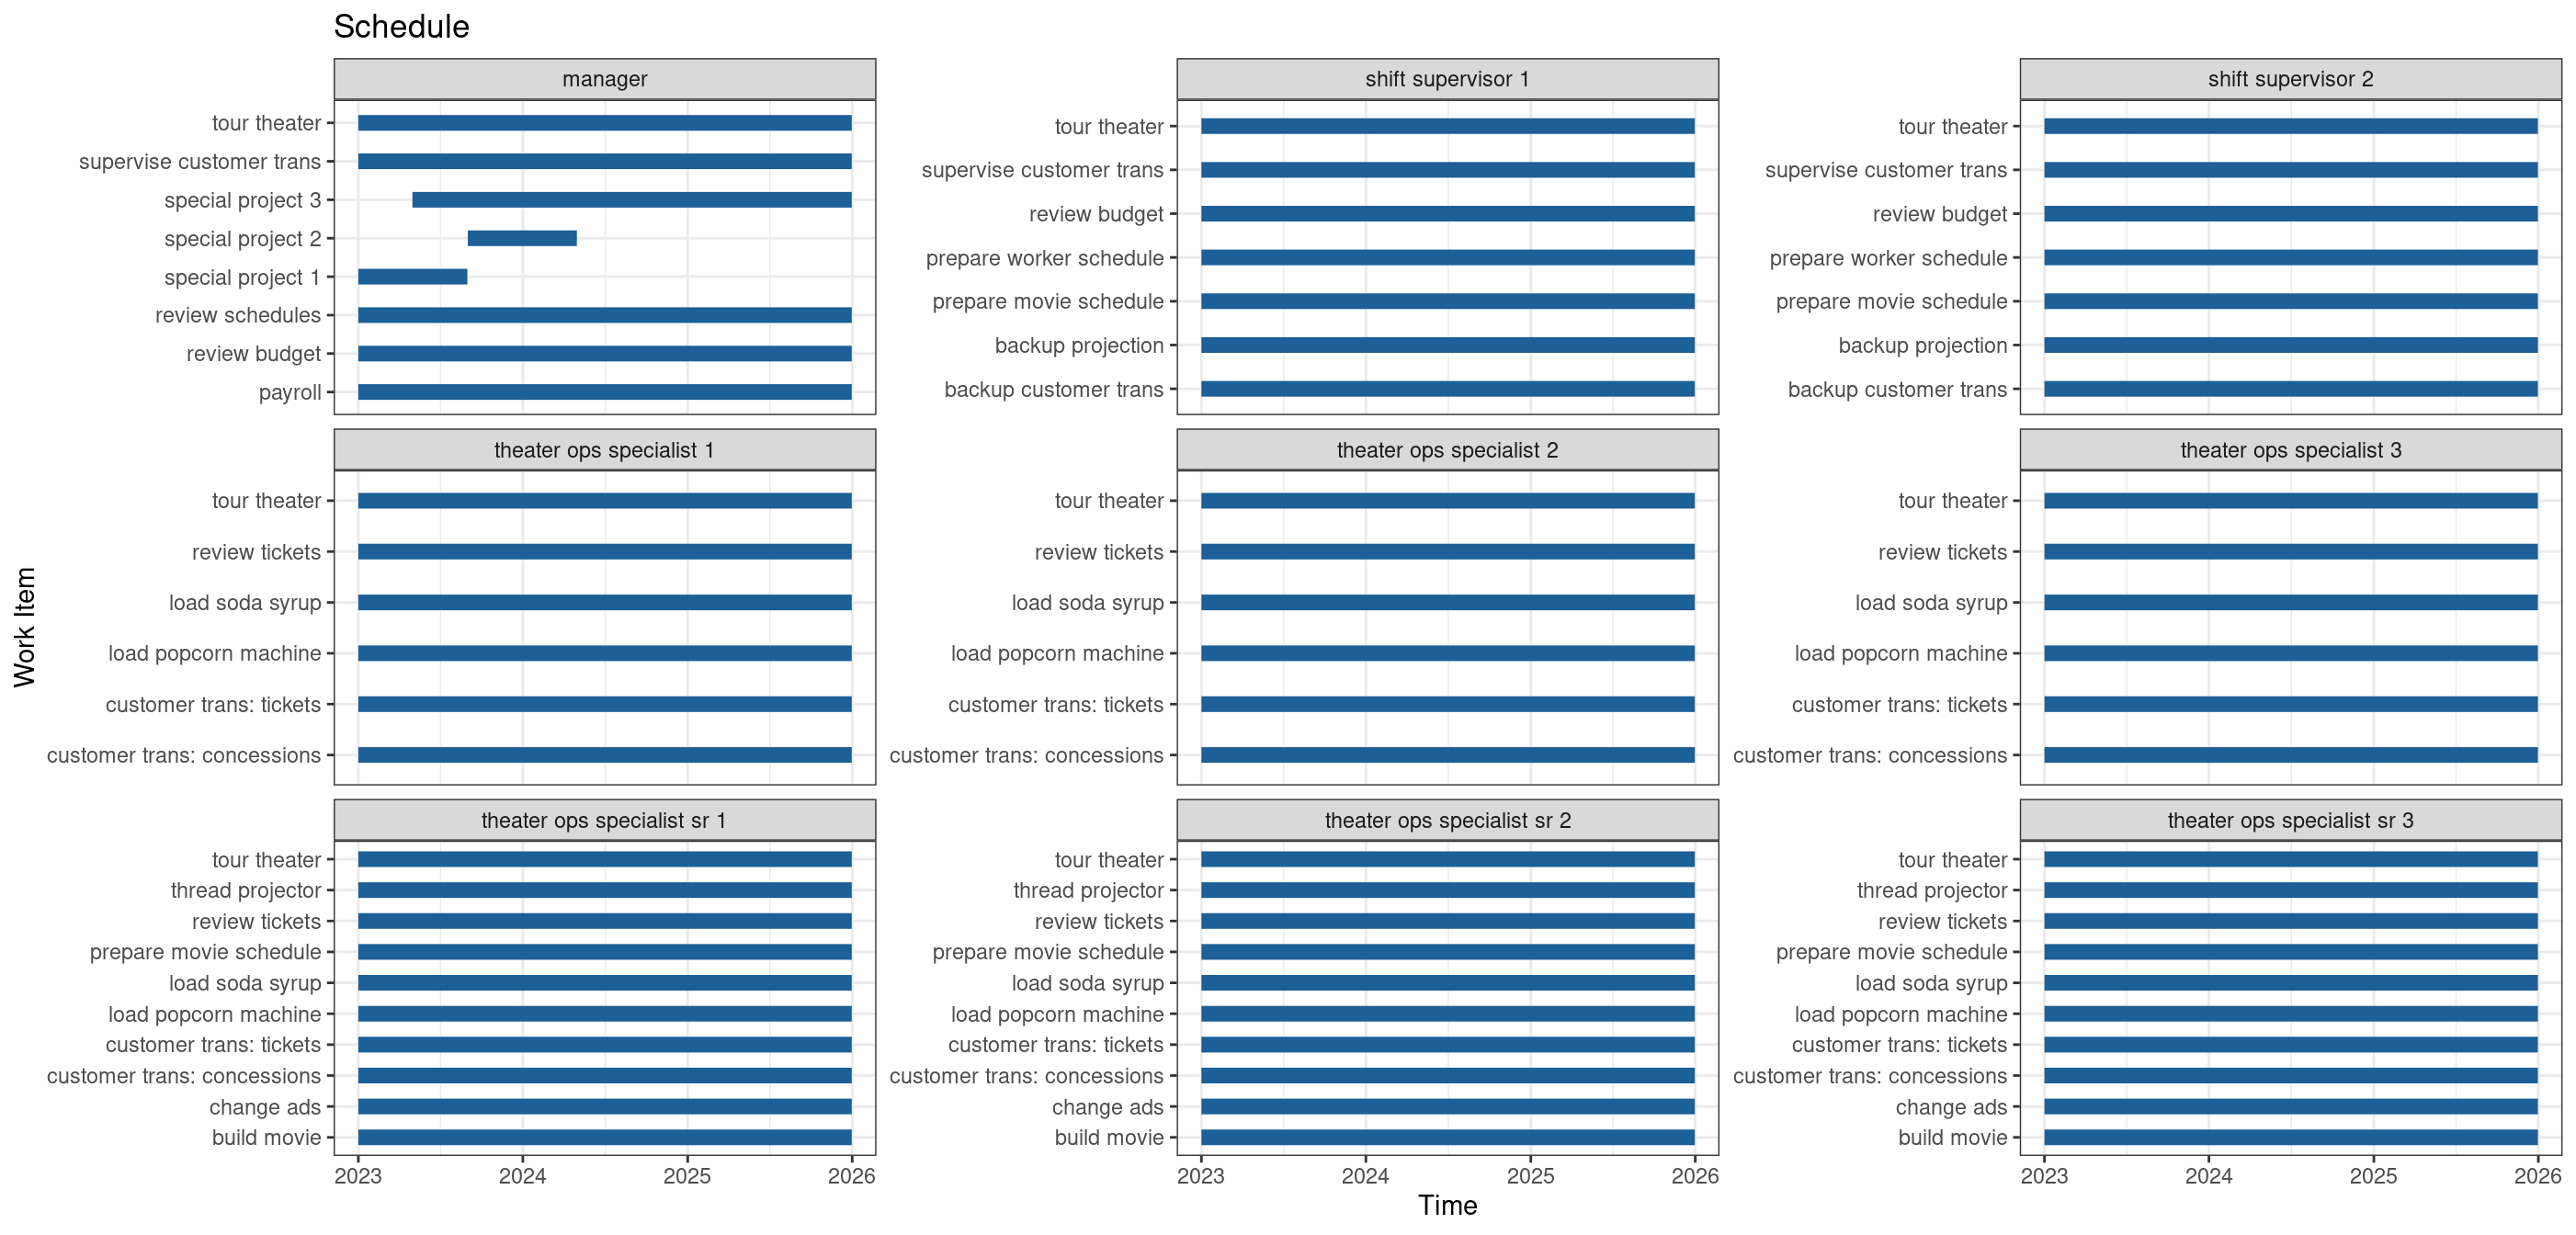 Schedule
manager
tour theater
supervise customer trans
special project 3
special project 2
special project 1
review schedules
review budget
payroll
shift supervisor 1
tour theater
supervise customer trans
review budget
prepare worker schedule
prepare movie schedule
backup projection
backup customer trans
shift supervisor 2
tour theater
supervise customer trans
review budget
prepare worker schedule
prepare movie schedule
backup projection
backup customer trans
Work Item
theater ops specialist 1
tour theater
review tickets
load soda syrup
load popcorn machine
customer trans: tickets
customer trans: concessions
theater ops specialist 2
tour theater
review tickets
load soda syrup
load popcorn machine
customer trans: tickets
customer trans: concessions
theater ops specialist 3
tour theater
review tickets
load soda syrup
load popcorn machine
customer trans: tickets
customer trans: concessions
theater ops specialist sr 1
tour theater
thread projector
review tickets
prepare movie schedule
load soda syrup
load popcorn machine
customer trans: tickets
customer trans: concessions
change ads
build movie
2023 2024 2025 2026
theater ops specialist sr 2
tour theater
thread projector
review tickets
prepare movie schedule
load soda syrup
load popcorn machine
customer trans: tickets
customer trans: concessions
change ads
build movie
2023 2024 2025 2026
theater ops specialist sr 3
tour theater
thread projector
review tickets
prepare movie schedule
load soda syrup
load popcorn machine
customer trans: tickets
customer trans: concessions
change ads
build movie
2023 2024 2025 2026
Time